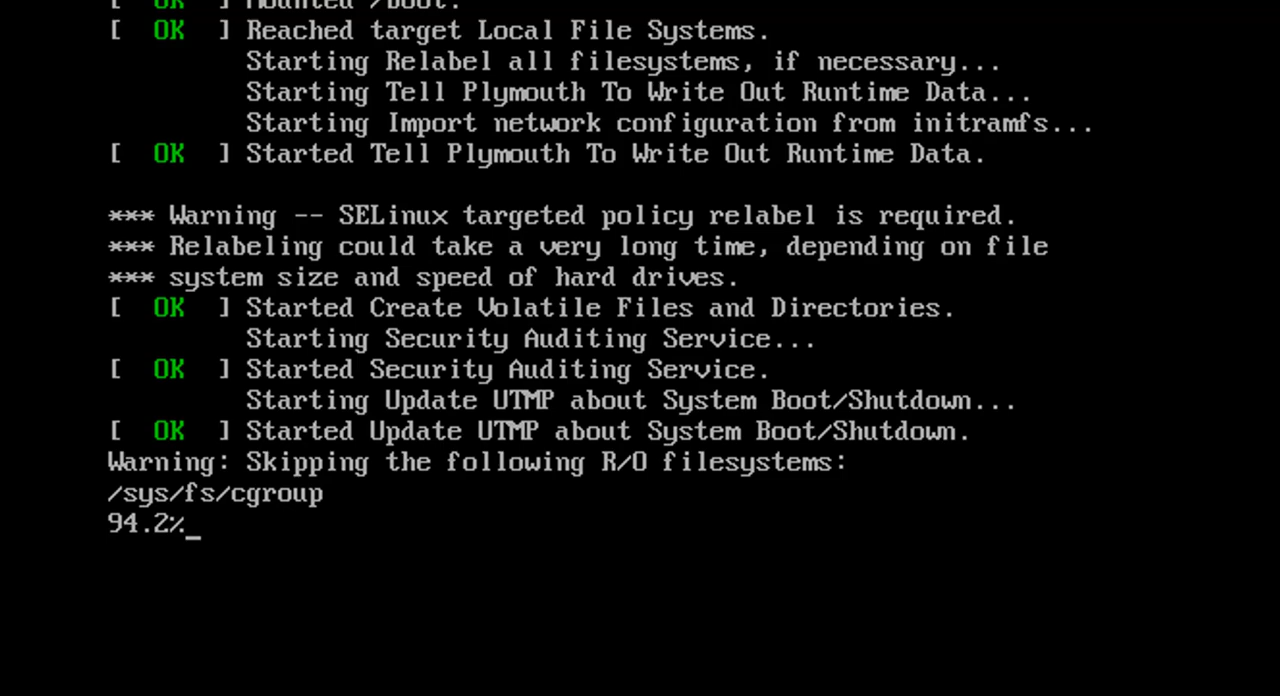 [  OK  ] Mounted /boot.
[  OK  ] Reached target Local File Systems.
         Starting Relabel all filesystems, if necessary...
         Starting Tell Plymouth To Write Out Runtime Data...
         Starting Import network configuration from initramfs...
[  OK  ] Started Tell Plymouth To Write Out Runtime Data.

*** Warning -- SELinux targeted policy relabel is required.
*** Relabeling could take a very long time, depending on file
*** system size and speed of hard drives.
[  OK  ] Started Create Volatile Files and Directories.
         Starting Security Auditing Service...
[  OK  ] Started Security Auditing Service.
         Starting Update UTMP about System Boot/Shutdown...
[  OK  ] Started Update UTMP about System Boot/Shutdown.
Warning: Skipping the following R/O filesystems:
/sys/fs/cgroup
94.2%_